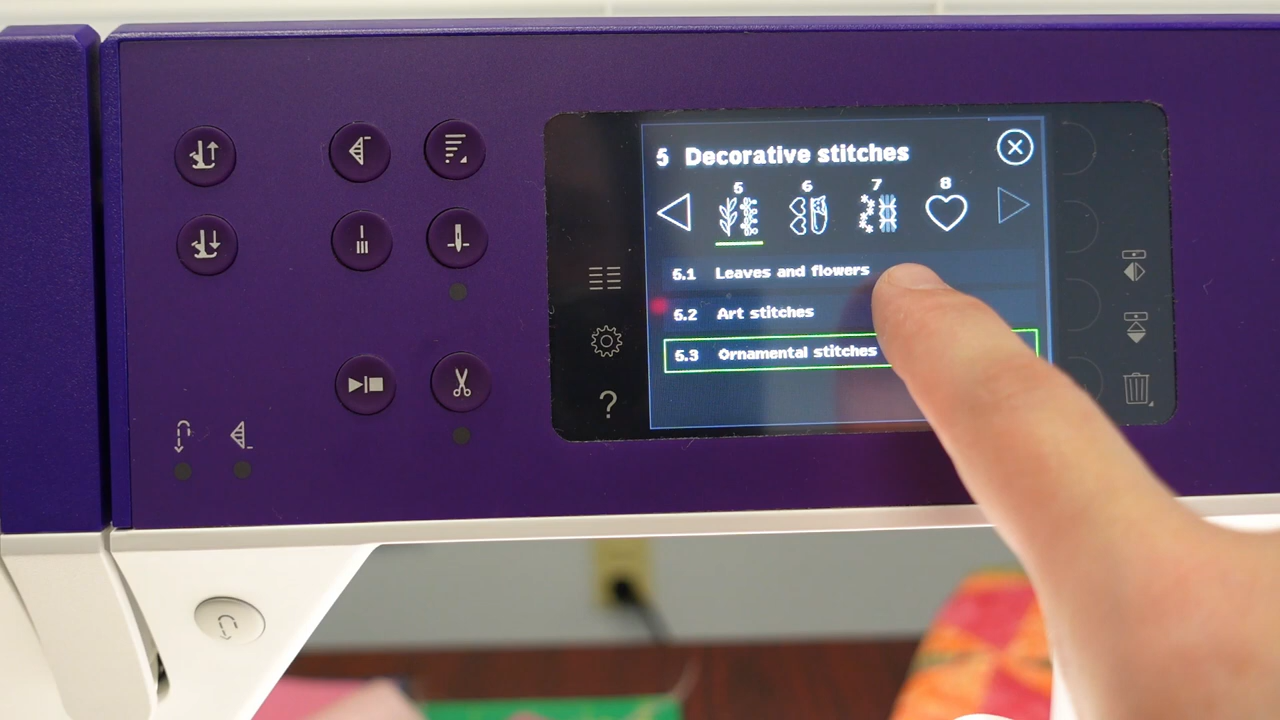 5 Decorative stitches
5 6 7 8
5.1 Leaves and flowers
5.2 Art stitches
5.3 Ornamental stitches
?